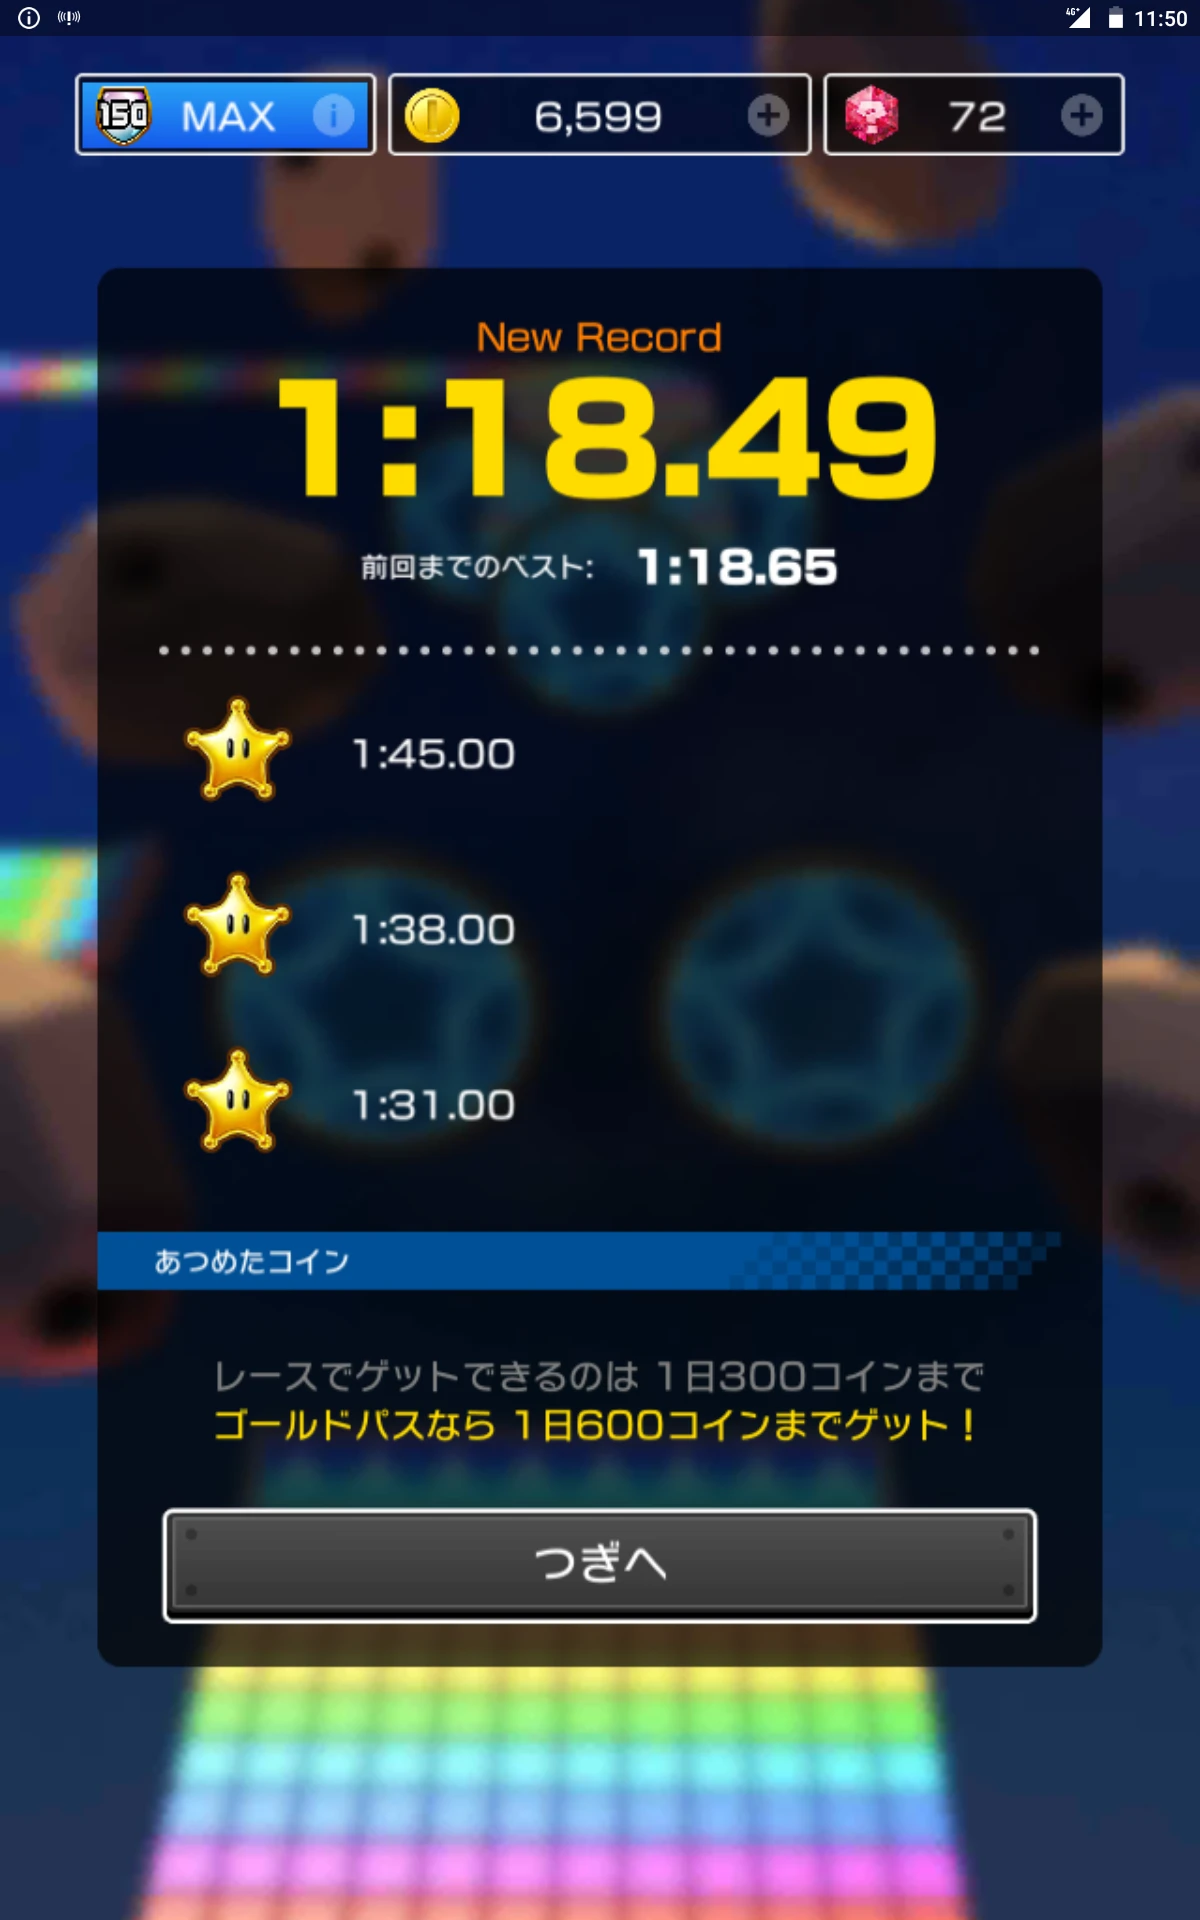 11:50
150 MAX 6,599 72
New Record
1:18.49
前回までのベスト: 1:18.65
1:45.00
1:38.00
1:31.00
あつめたコイン
レースでゲットできるのは 1日300コインまで
ゴールドパスなら 1日600コインまでゲット！
つぎへ